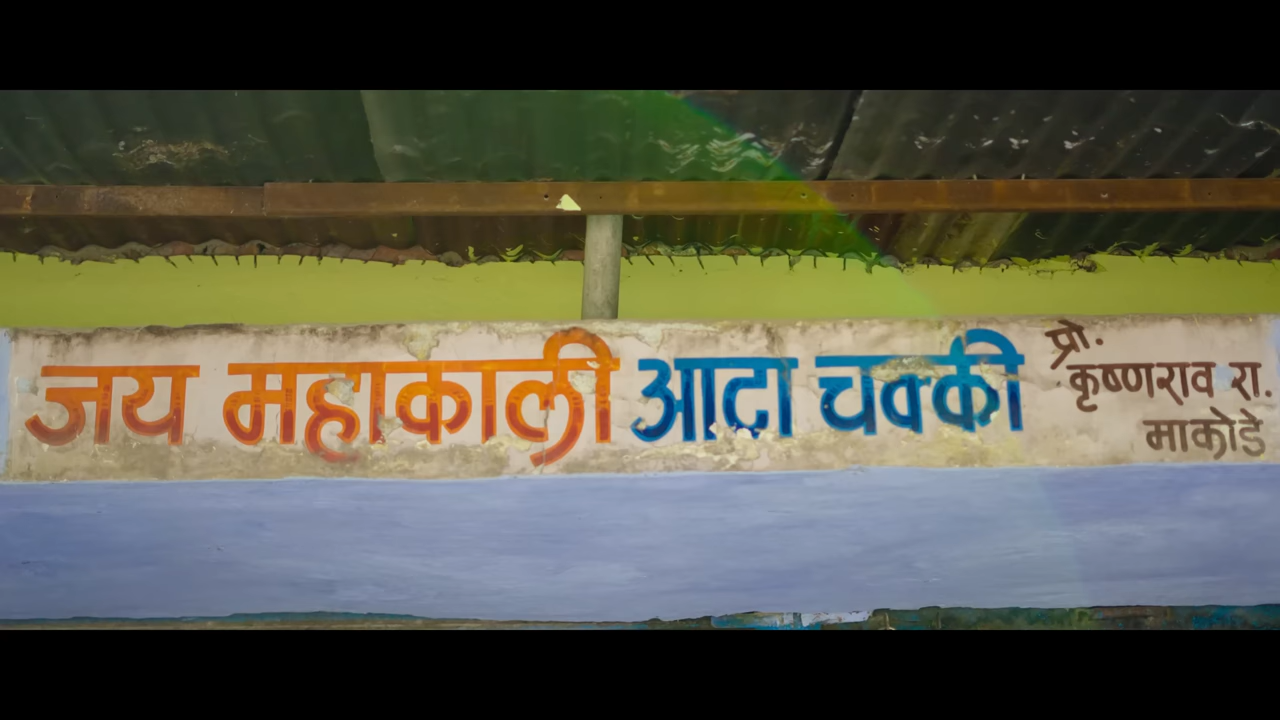 जय महाकाली आटा चक्की
प्रो.
कृष्णराव रा.
माकोडे